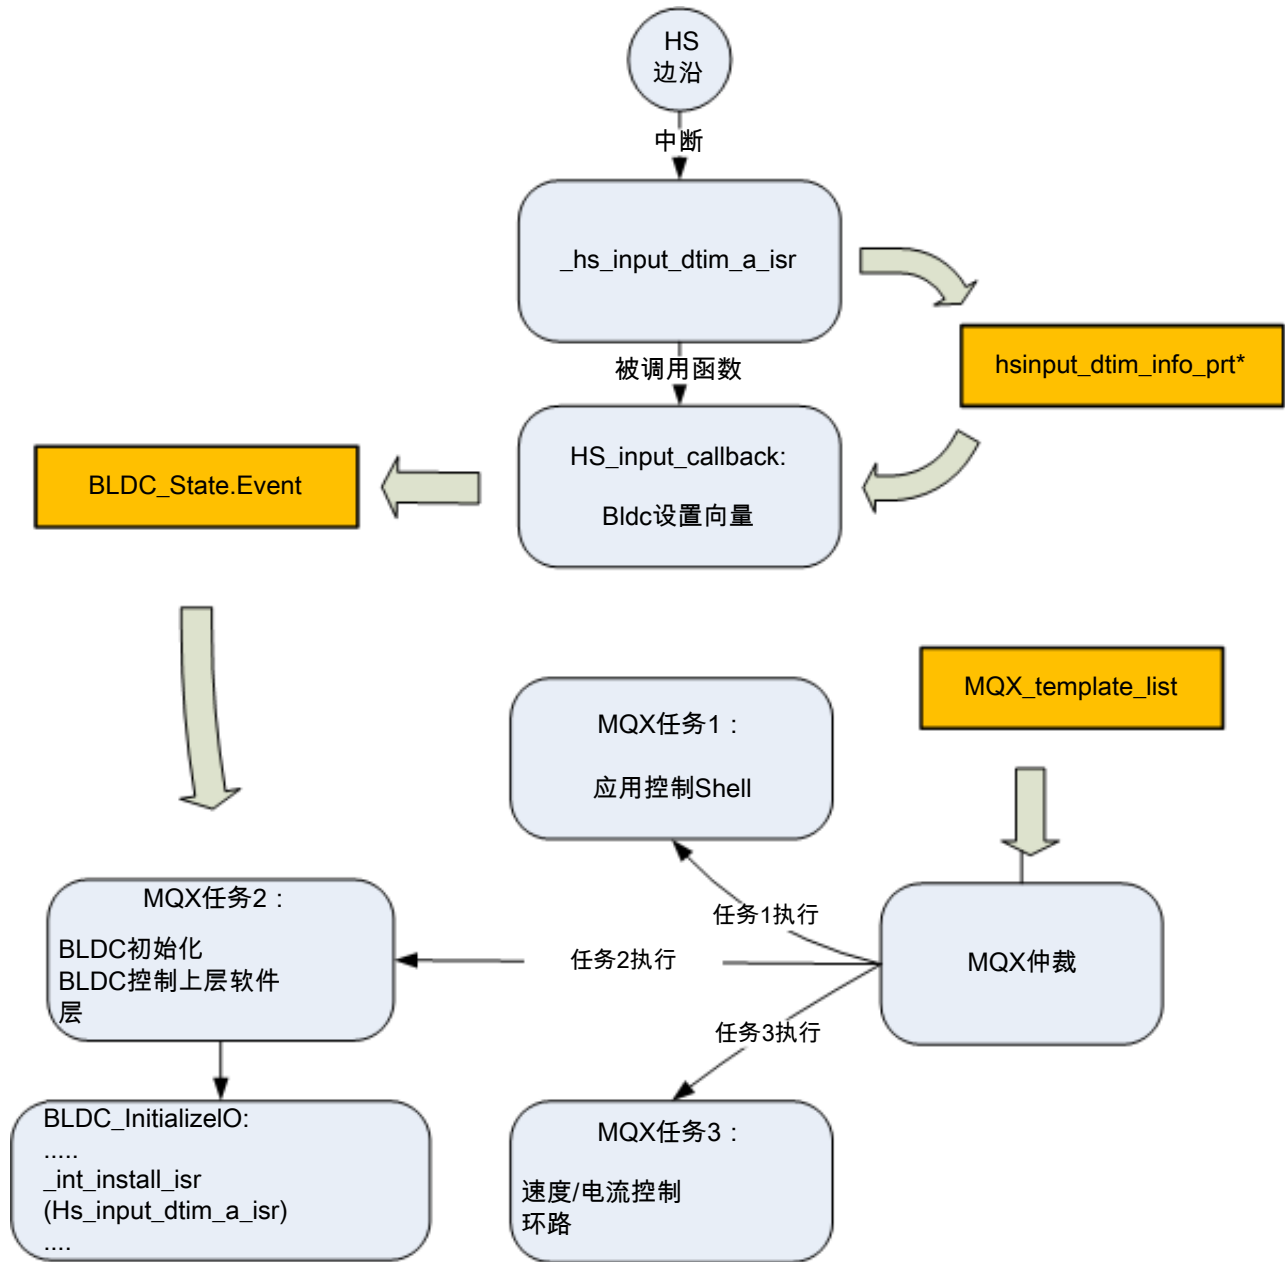 HS
边沿
中断
_hs_input_dtim_a_isr
hsinput_dtim_info_prt*
被调用函数
HS_input_callback:
Bldc设置向量
BLDC_State.Event
MQX_template_list
MQX任务1：
应用控制Shell
MQX任务2：
BLDC初始化
BLDC控制上层软件
层
任务1执行
任务2执行
MQX仲裁
任务3执行
BLDC_InitializeIO:
.....
_int_install_isr
(Hs_input_dtim_a_isr)
....
MQX任务3：
速度/电流控制
环路